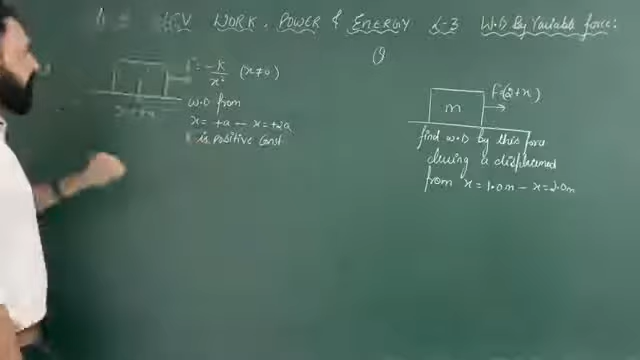 WORK, POWER & ENERGY L-3 W.D By Variable force:
F = -K/x² (x≠0)
W.D from
x = +a — x = +2a
K is positive Const
F=(2+x)
m
find W.D by this force
during a displacement
from x = 1.0m — x = 2.0m